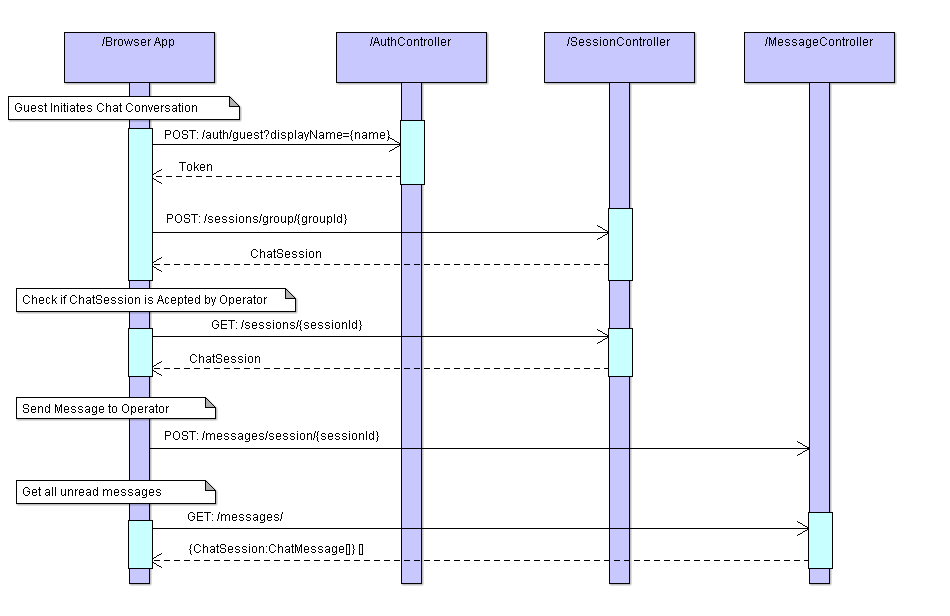 /Browser App
/AuthController
/SessionController
/MessageController
Guest Initiates Chat Conversation
POST: /auth/guest?displayName={name}
Token
POST: /sessions/group/{groupId}
ChatSession
Check if ChatSession is Acepted by Operator
GET: /sessions/{sessionId}
ChatSession
Send Message to Operator
POST: /messages/session/{sessionId}
Get all unread messages
GET: /messages/
{ChatSession:ChatMessage[]} []